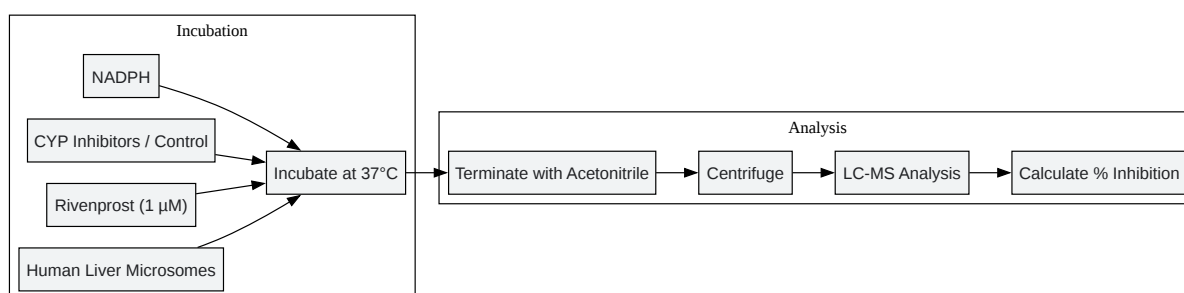 Incubation
NADPH
CYP Inhibitors / Control
Rivenprost (1 µM)
Human Liver Microsomes
Incubate at 37°C
Analysis
Terminate with Acetonitrile
Centrifuge
LC-MS Analysis
Calculate % Inhibition